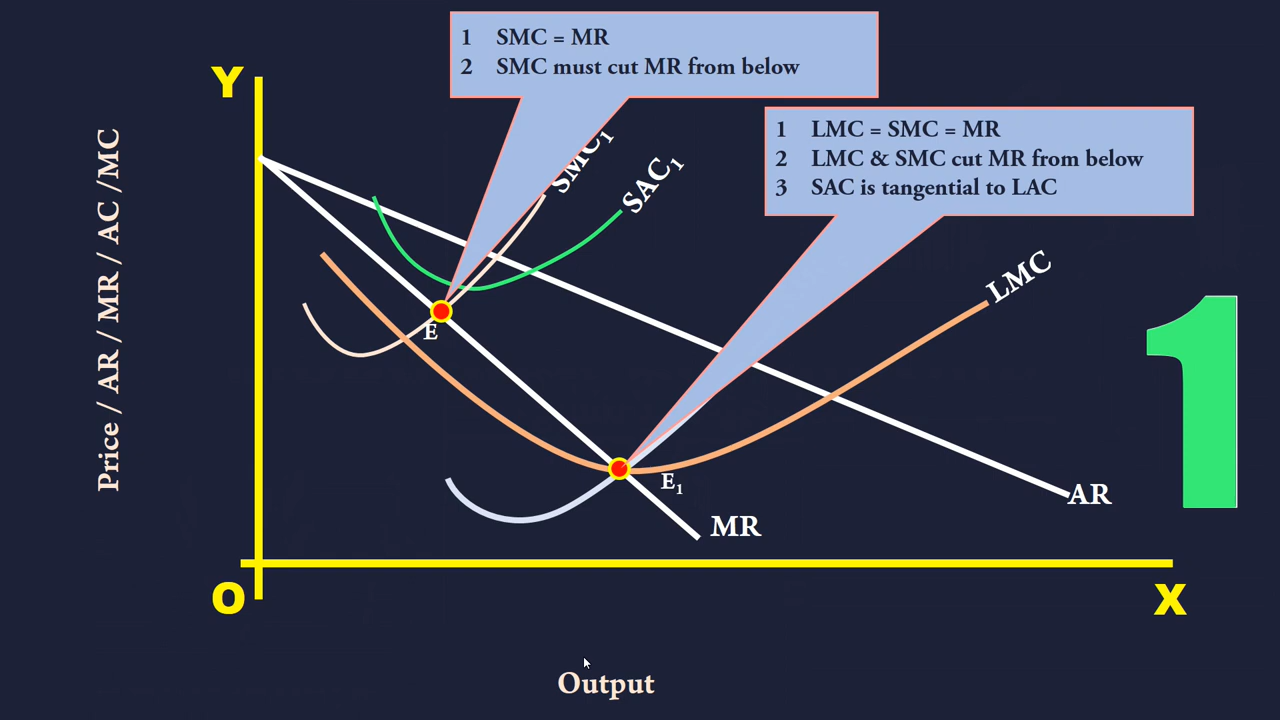 1 SMC = MR
2 SMC must cut MR from below
1 LMC = SMC = MR
2 LMC & SMC cut MR from below
3 SAC is tangential to LAC
Y
Price / AR / MR / AC /MC
SMC1
SAC1
LMC
E
E1
AR
MR
1
O
X
Output